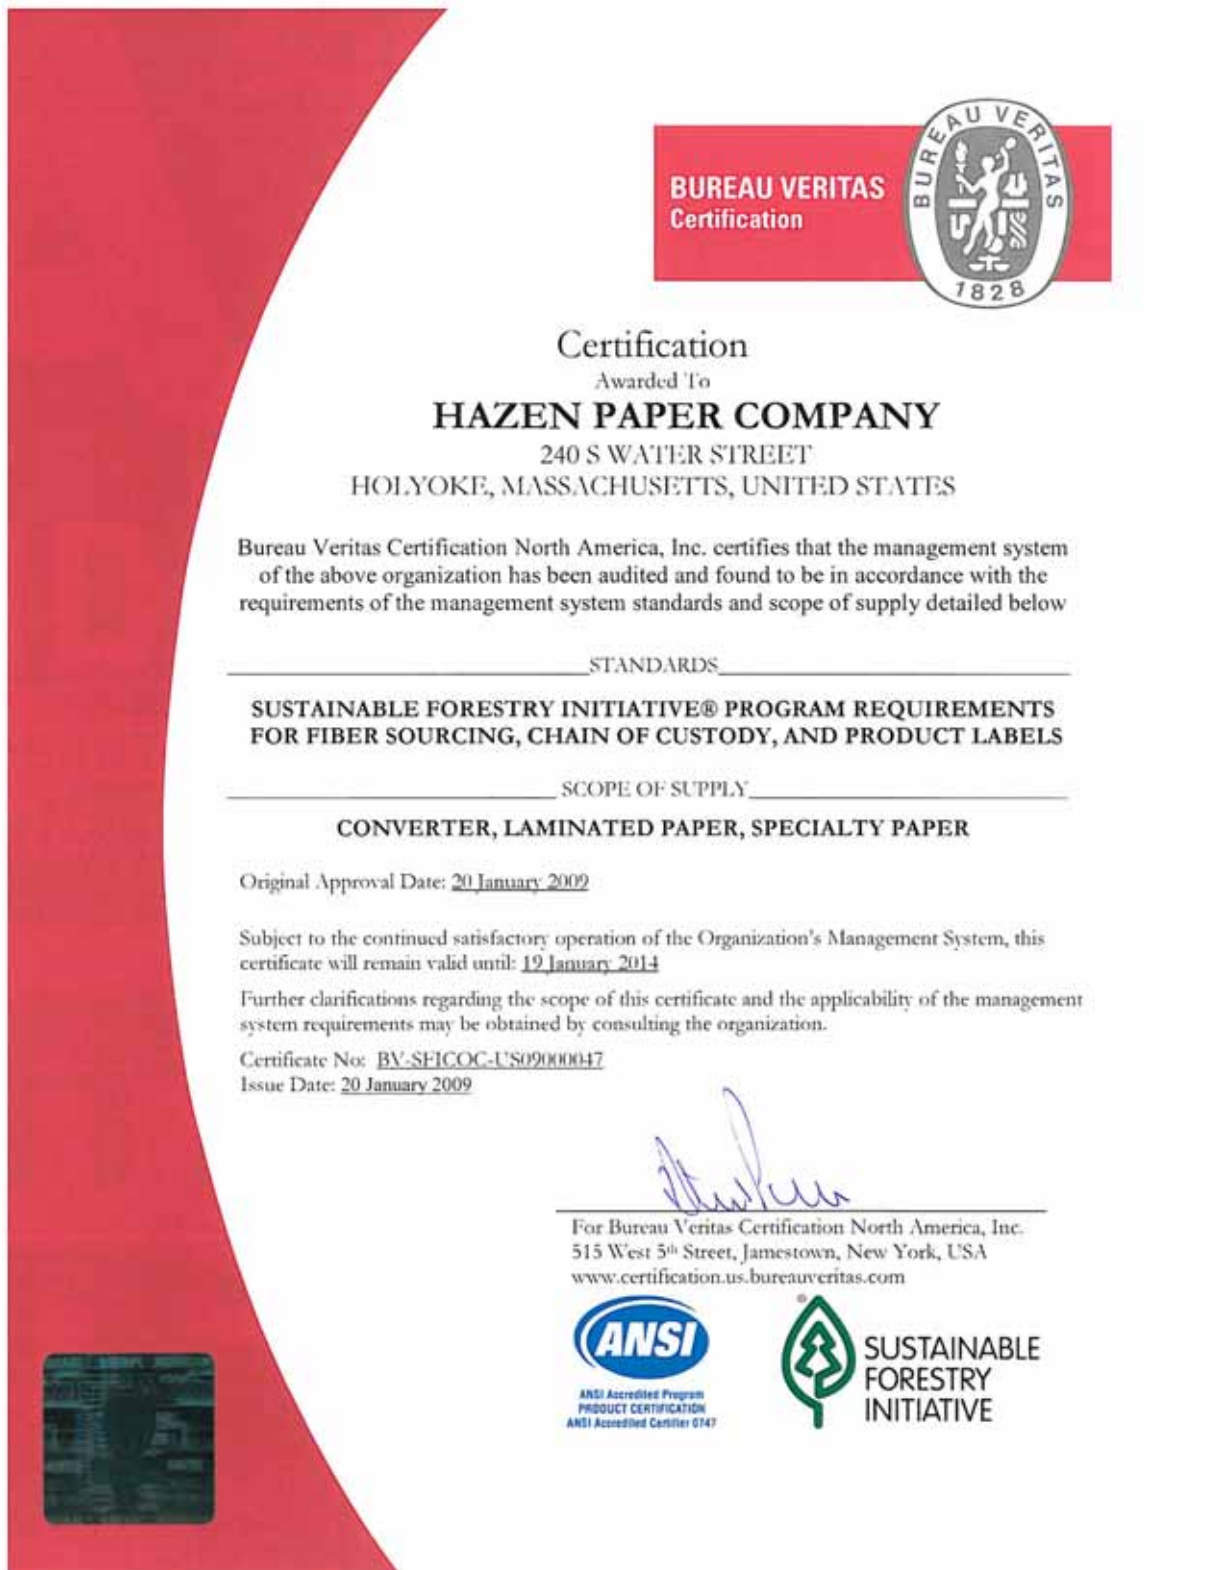 BUREAU VERITAS
Certification
BUREAU VERITAS
1828
Certification
Awarded To
HAZEN PAPER COMPANY
240 S WATER STREET
HOLYOKE, MASSACHUSETTS, UNITED STATES
Bureau Veritas Certification North America, Inc. certifies that the management system
of the above organization has been audited and found to be in accordance with the
requirements of the management system standards and scope of supply detailed below
STANDARDS
SUSTAINABLE FORESTRY INITIATIVE® PROGRAM REQUIREMENTS
FOR FIBER SOURCING, CHAIN OF CUSTODY, AND PRODUCT LABELS
SCOPE OF SUPPLY
CONVERTER, LAMINATED PAPER, SPECIALTY PAPER
Original Approval Date: 20 January 2009
Subject to the continued satisfactory operation of the Organization's Management System, this
certificate will remain valid until: 19 January 2014
Further clarifications regarding the scope of this certificate and the applicability of the management
system requirements may be obtained by consulting the organization.
Certificate No: BV-SFICOC-US09000047
Issue Date: 20 January 2009
For Bureau Veritas Certification North America, Inc.
515 West 5th Street, Jamestown, New York, USA
www.certification.us.bureauveritas.com
ANSI
ANSI Accredited Program
PRODUCT CERTIFICATION
ANSI Accredited Certifier 0747
®
SUSTAINABLE
FORESTRY
INITIATIVE